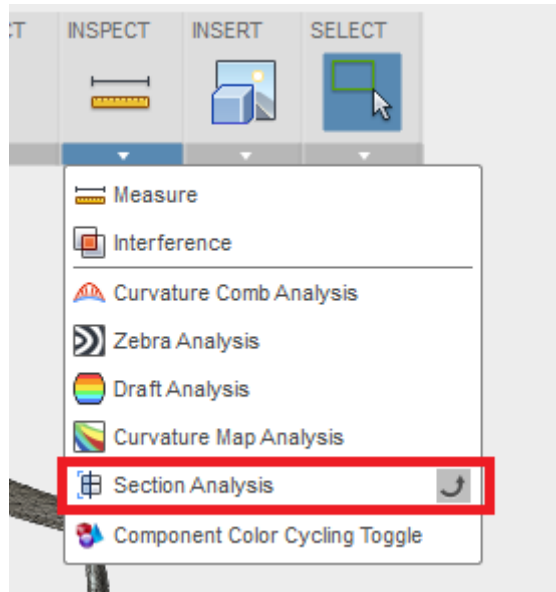 CT
INSPECT
INSERT
SELECT
Measure
Interference
Curvature Comb Analysis
Zebra Analysis
Draft Analysis
Curvature Map Analysis
Section Analysis
Component Color Cycling Toggle